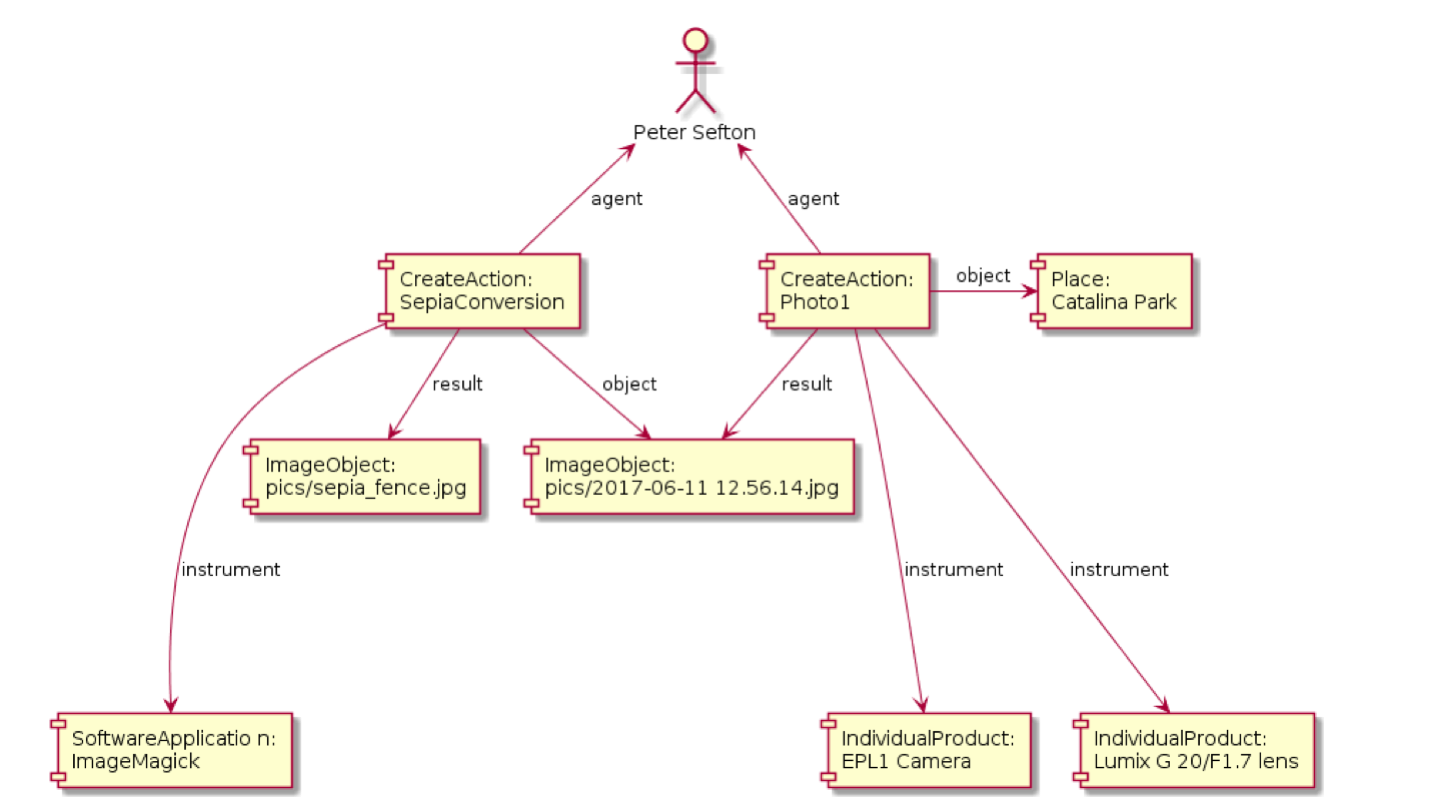 Peter Sefton
agent
agent
CreateAction:
SepiaConversion
CreateAction:
Photo1
object
Place:
Catalina Park
result
object
result
ImageObject:
pics/sepia_fence.jpg
ImageObject:
pics/2017-06-11 12.56.14.jpg
instrument
instrument
instrument
SoftwareApplicatio n:
ImageMagick
IndividualProduct:
EPL1 Camera
IndividualProduct:
Lumix G 20/F1.7 lens